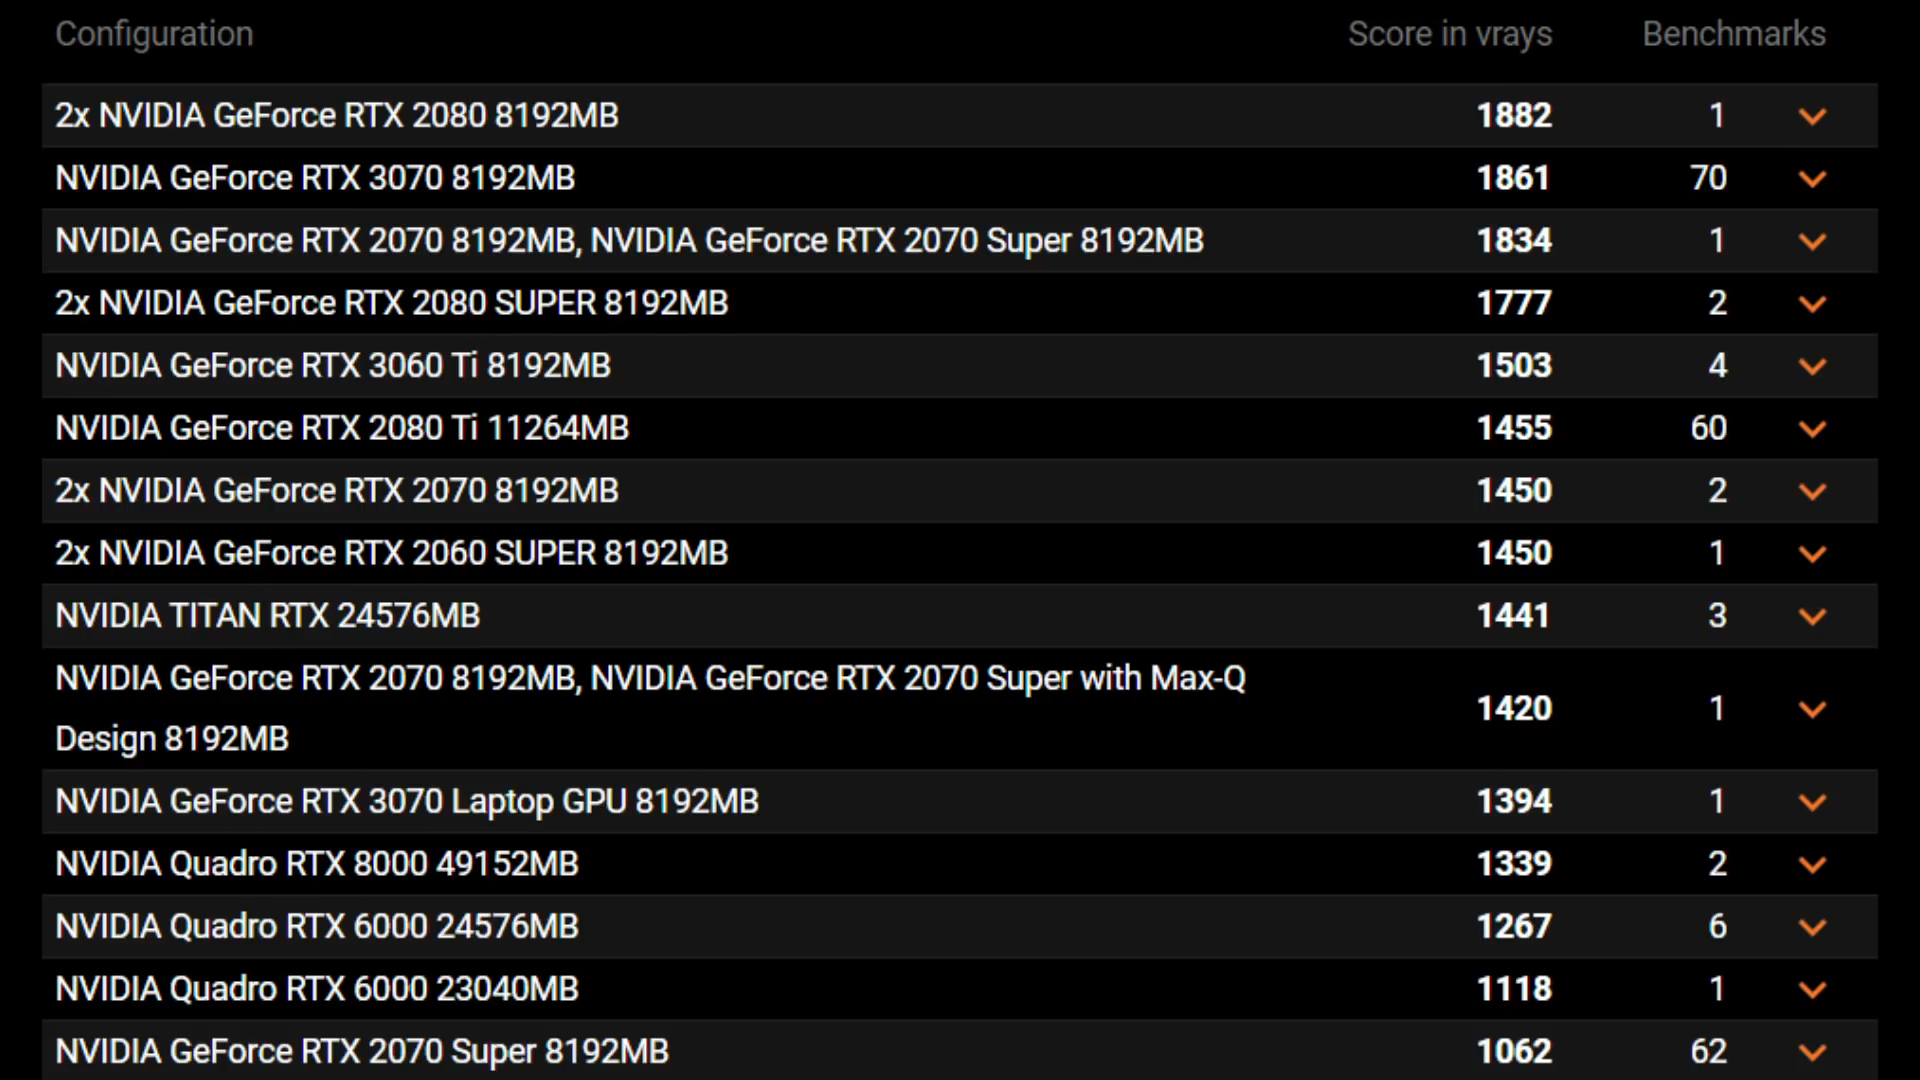 Configuration Score in vrays Benchmarks
2x NVIDIA GeForce RTX 2080 8192MB 1882 1
NVIDIA GeForce RTX 3070 8192MB 1861 70
NVIDIA GeForce RTX 2070 8192MB, NVIDIA GeForce RTX 2070 Super 8192MB 1834 1
2x NVIDIA GeForce RTX 2080 SUPER 8192MB 1777 2
NVIDIA GeForce RTX 3060 Ti 8192MB 1503 4
NVIDIA GeForce RTX 2080 Ti 11264MB 1455 60
2x NVIDIA GeForce RTX 2070 8192MB 1450 2
2x NVIDIA GeForce RTX 2060 SUPER 8192MB 1450 1
NVIDIA TITAN RTX 24576MB 1441 3
NVIDIA GeForce RTX 2070 8192MB, NVIDIA GeForce RTX 2070 Super with Max-Q
Design 8192MB 1420 1
NVIDIA GeForce RTX 3070 Laptop GPU 8192MB 1394 1
NVIDIA Quadro RTX 8000 49152MB 1339 2
NVIDIA Quadro RTX 6000 24576MB 1267 6
NVIDIA Quadro RTX 6000 23040MB 1118 1
NVIDIA GeForce RTX 2070 Super 8192MB 1062 62